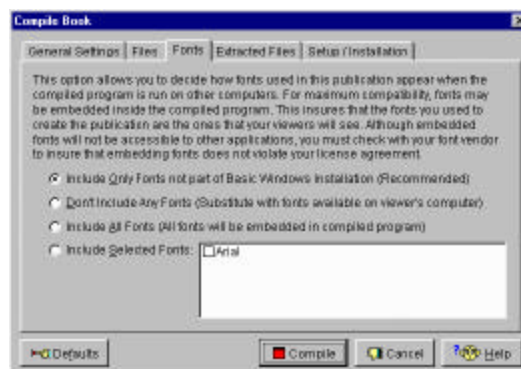 Compile Book
General Settings Files Fonts Extracted Files Setup / Installation
This option allows you to decide how fonts used in this publication appear when the
compiled program is run on other computers. For maximum compatibility, fonts may
be embedded inside the compiled program. This insures that the fonts you used to
create the publication are the ones that your viewers will see. Although embedded
fonts will not be accessible to other applications, you must check with your font vendor
to insure that embedding fonts does not violate your license agreement.
Include Only Fonts not part of Basic Windows Installation (Recommended)
Don't Include Any Fonts (Substitute with fonts available on viewer's computer)
Include All Fonts (All fonts will be embedded in compiled program)
Include Selected Fonts: Arial
Defaults Compile Cancel Help